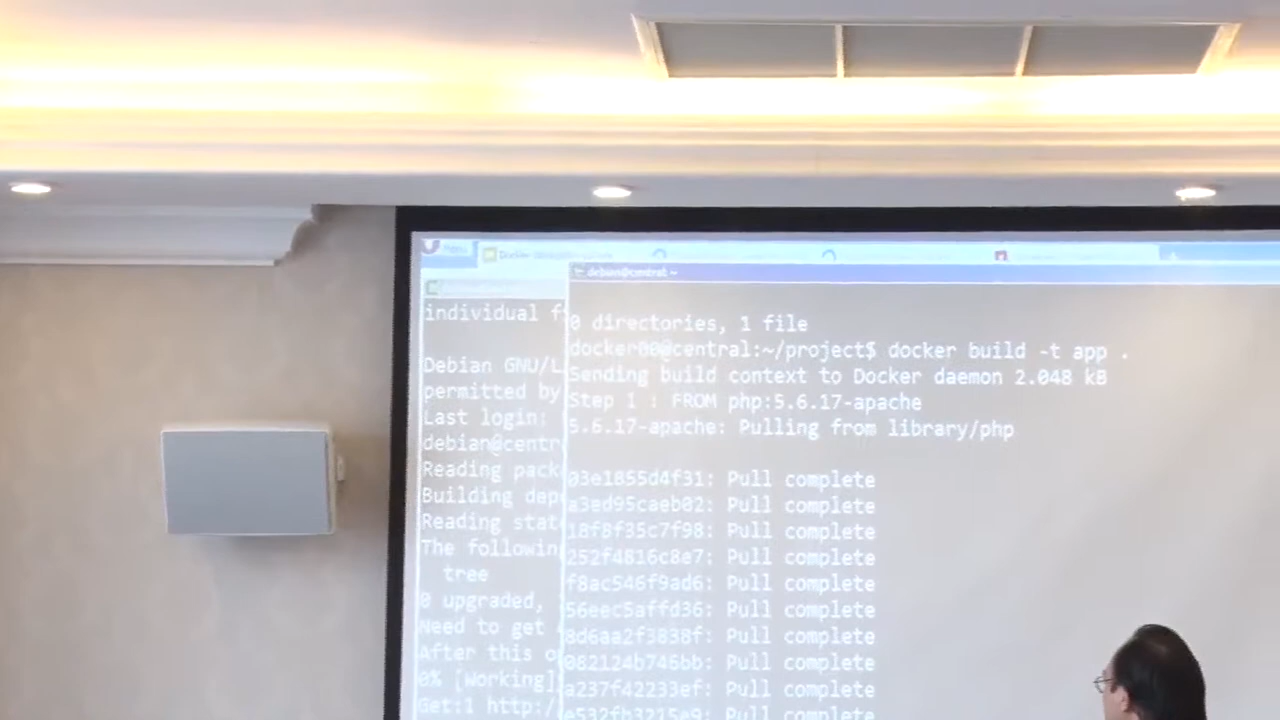 Menu
debian@central: ~
individual f
Debian GNU/L
permitted by
Last login:
debian@centr
Reading pack
Building dep
Reading stat
The followin
tree
0 upgraded,
Need to get
After this o
0% [Working]
Get:1 http:/
0 directories, 1 file
docker00@central:~/project$ docker build -t app .
Sending build context to Docker daemon 2.048 kB
Step 1 : FROM php:5.6.17-apache
5.6.17-apache: Pulling from library/php
03e1855d4f31: Pull complete
a3ed95caeb02: Pull complete
18f8f35c7f98: Pull complete
252f4816c8e7: Pull complete
f8ac546f9ad6: Pull complete
56eec5affd36: Pull complete
8d6aa2f3838f: Pull complete
082124b746bb: Pull complete
a237f42233ef: Pull complete
e532fb3215e9: Pull complete